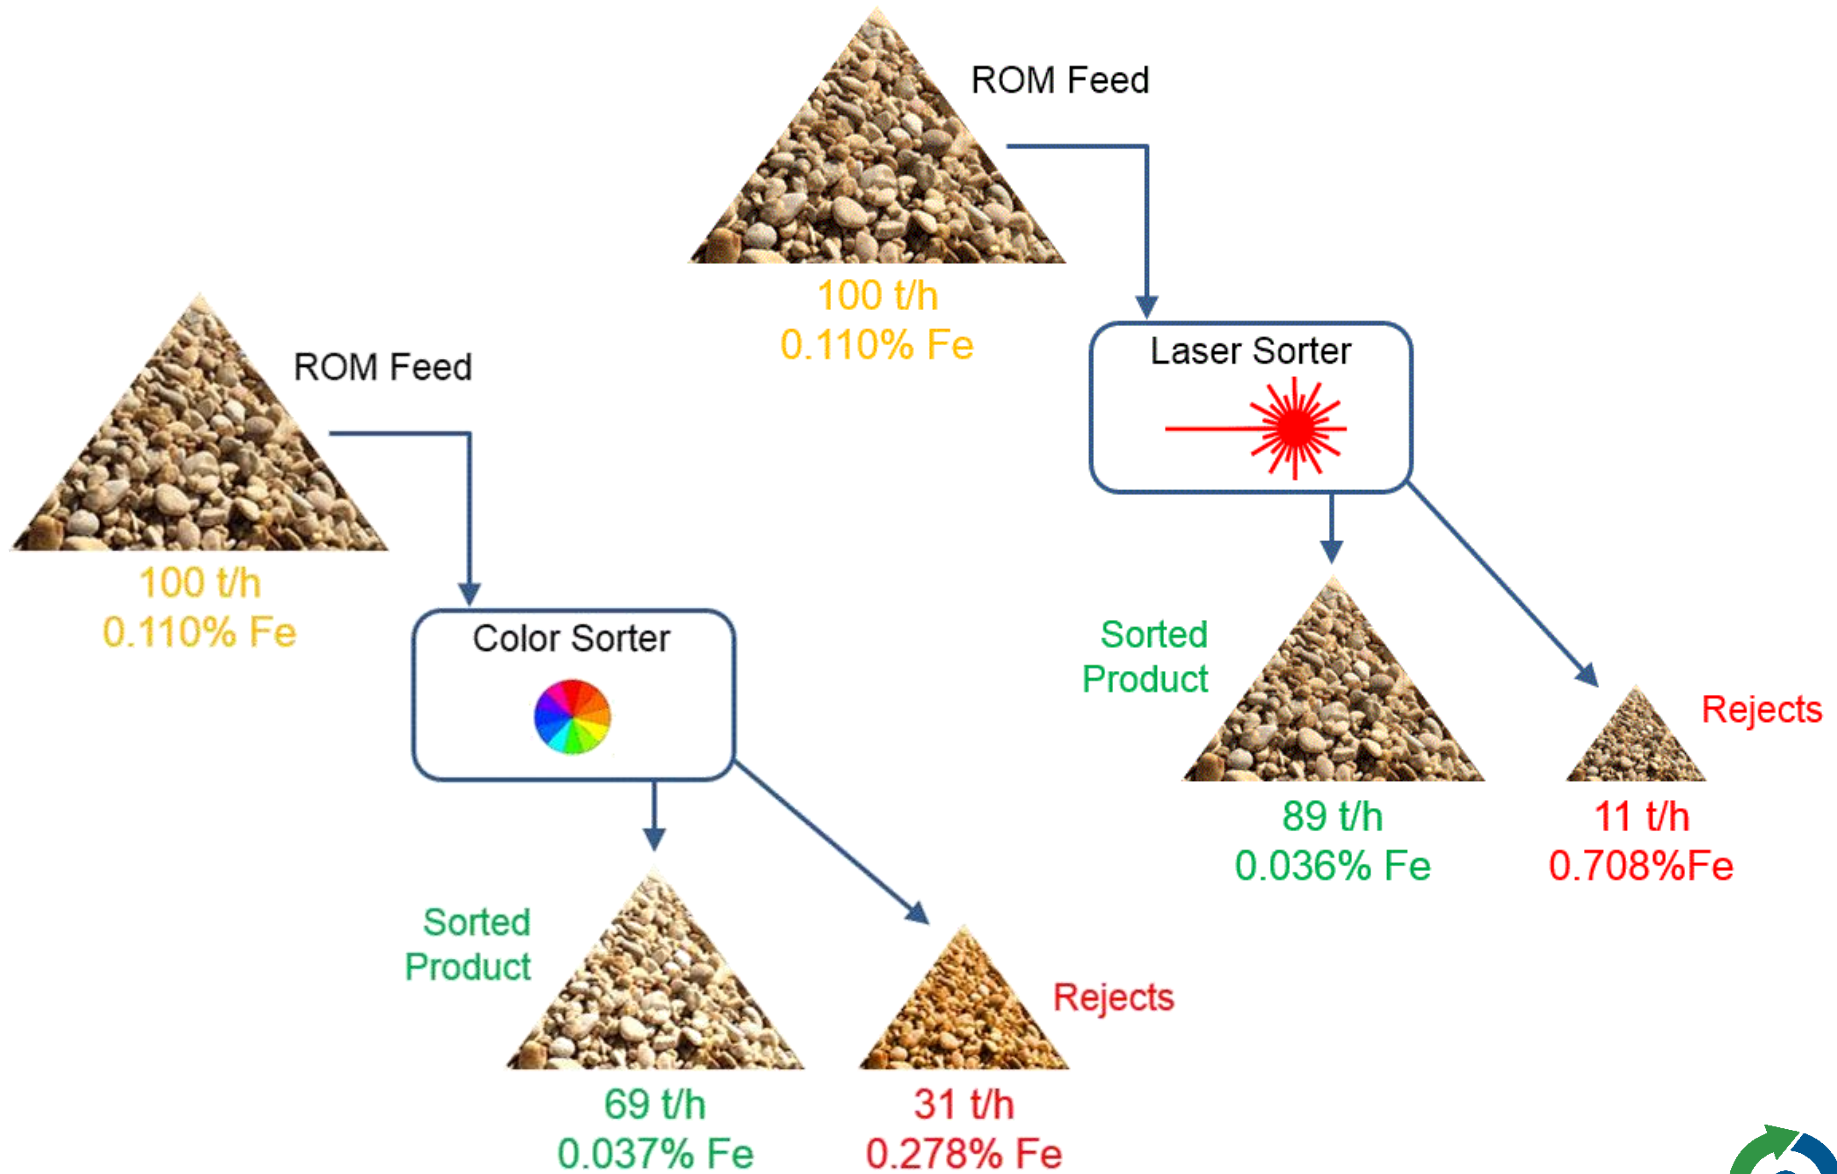 ROM Feed
100 t/h
0.110% Fe
Laser Sorter
Sorted
Product
Rejects
89 t/h
0.036% Fe
11 t/h
0.708%Fe
ROM Feed
100 t/h
0.110% Fe
Color Sorter
Sorted
Product
Rejects
69 t/h
0.037% Fe
31 t/h
0.278% Fe